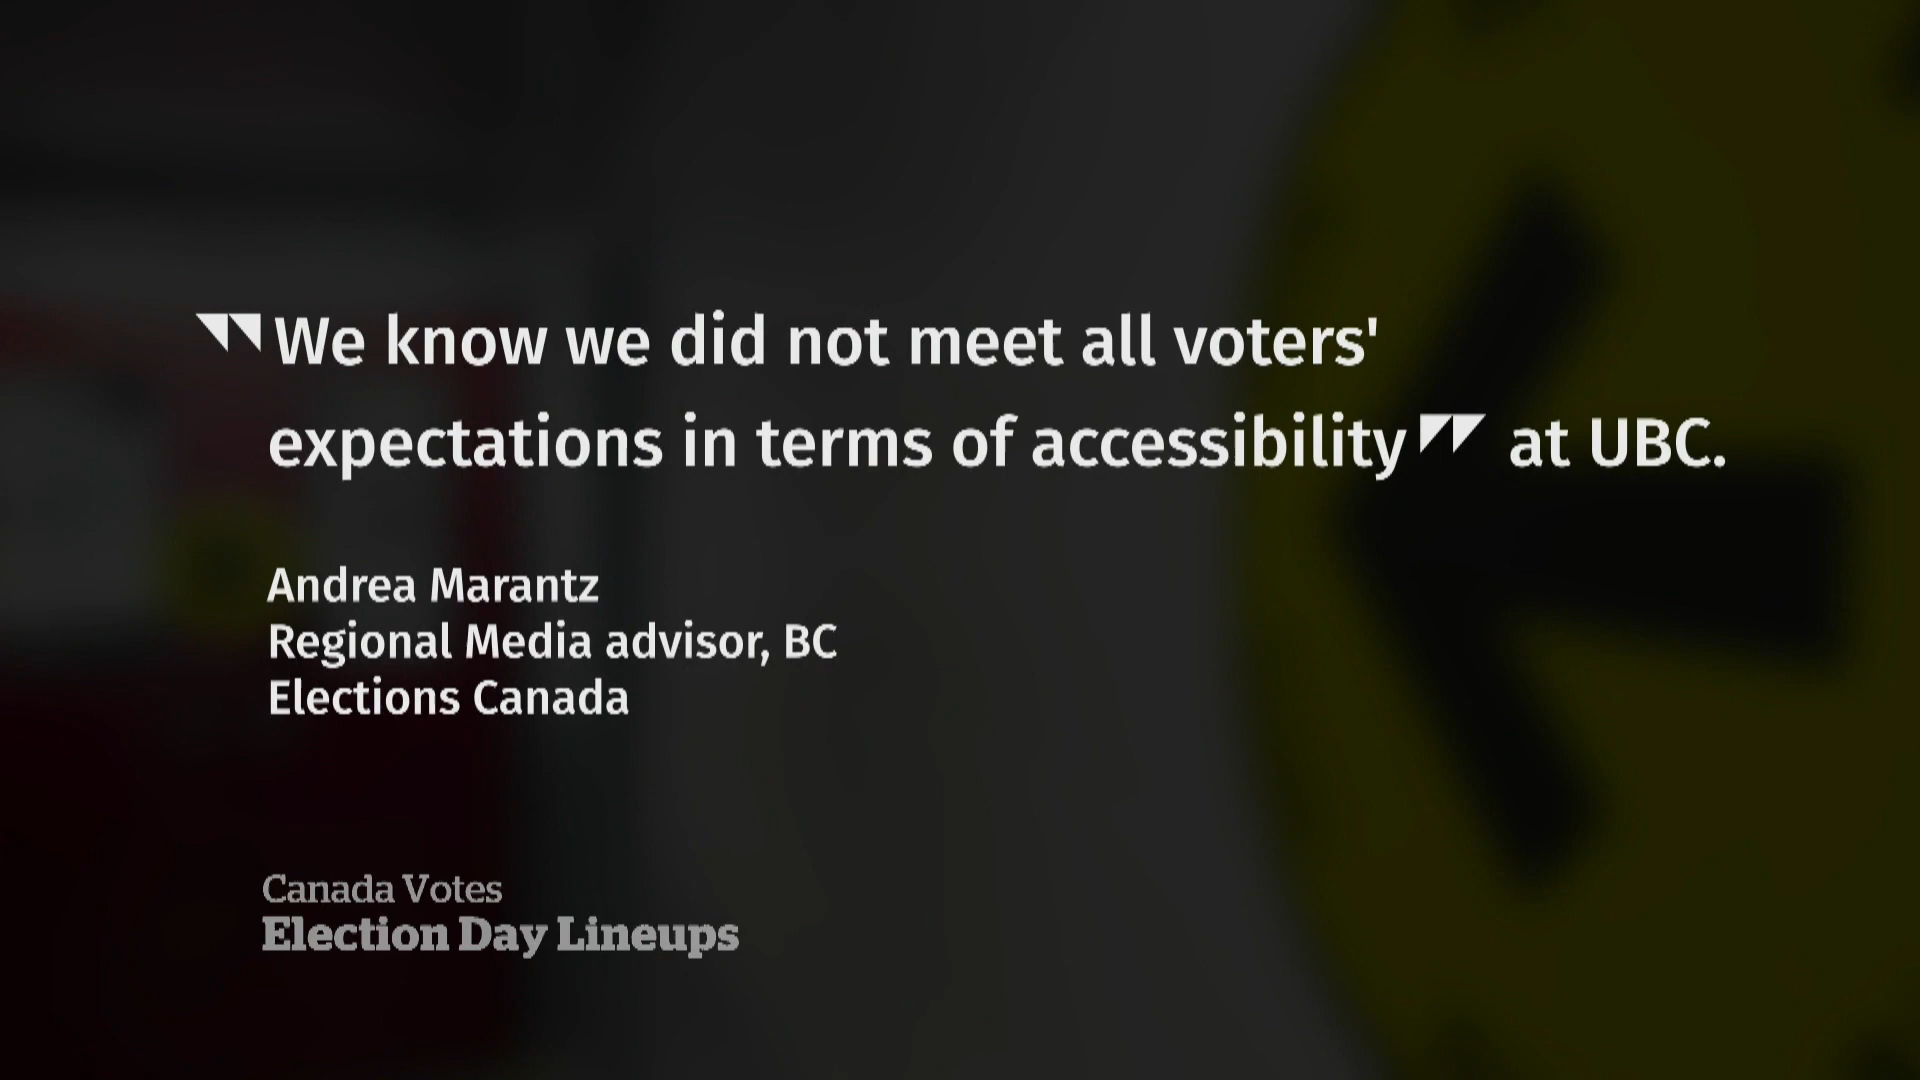 "We know we did not meet all voters'
expectations in terms of accessibility" at UBC.
Andrea Marantz
Regional Media advisor, BC
Elections Canada
Canada Votes
Election Day Lineups